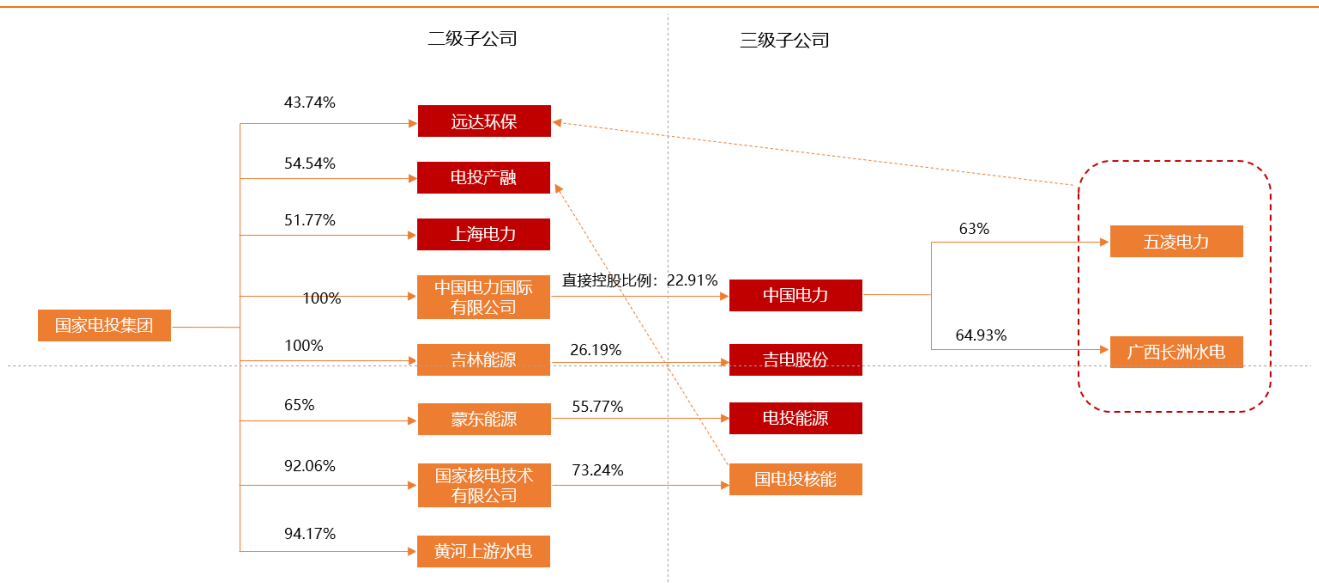 二级子公司
三级子公司
43.74%
远达环保
54.54%
电投产融
51.77%
上海电力
63%
五凌电力
100%
中国电力国际
有限公司
直接控股比例：22.91%
中国电力
国家电投集团
100%
吉林能源
26.19%
吉电股份
64.93%
广西长洲水电
65%
蒙东能源
55.77%
电投能源
92.06%
国家核电技术
有限公司
73.24%
国电投核能
94.17%
黄河上游水电